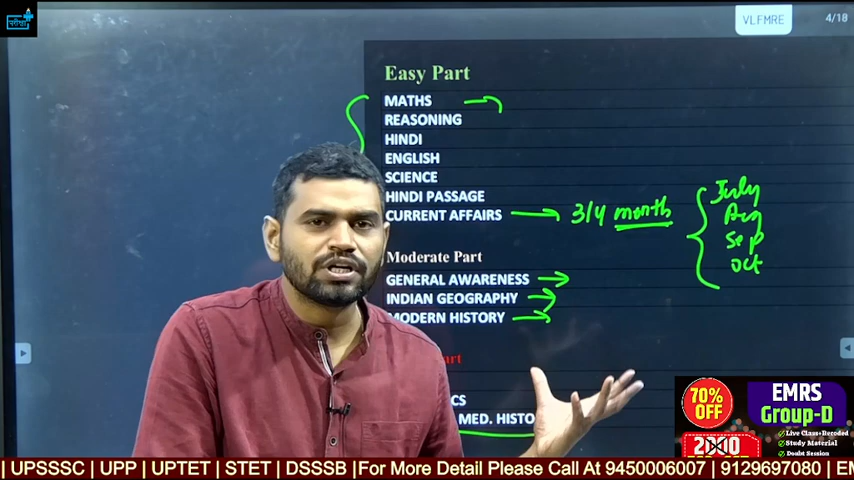 परीक्षा
VLFMRE
4/18
Easy Part
MATHS
REASONING
HINDI
ENGLISH
SCIENCE
HINDI PASSAGE
CURRENT AFFAIRS
3/4 month
July
Aug
Sep
Oct
Moderate Part
GENERAL AWARENESS
INDIAN GEOGRAPHY
MODERN HISTORY
MED. HISTO
70%
OFF
EMRS
Group-D
Live Class+Recoded
Study Material
Doubt Session
| UPSSSC | UPP | UPTET | STET | DSSSB |For More Detail Please Call At 9450006007 | 9129697080 | EM